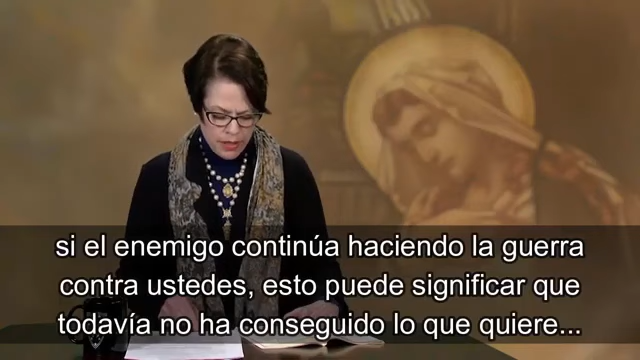 si el enemigo continúa haciendo la guerra
contra ustedes, esto puede significar que
todavía no ha conseguido lo que quiere...